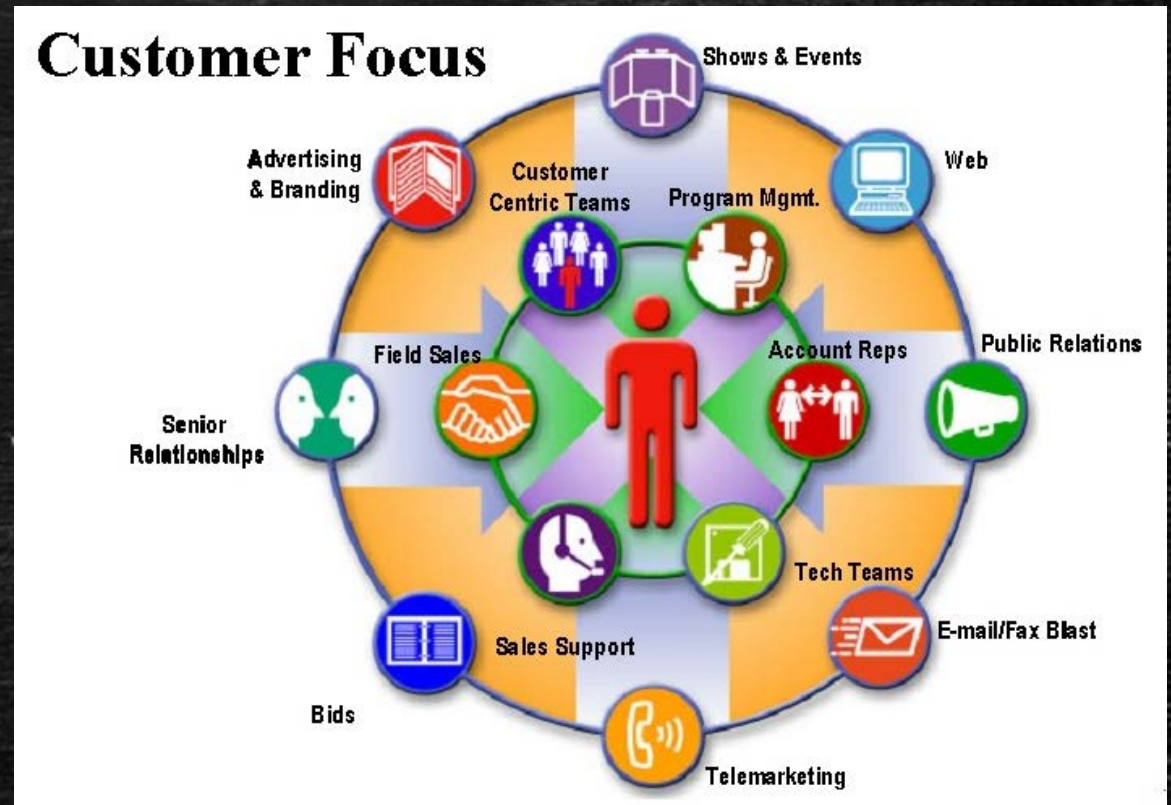 Customer Focus
Shows & Events
Advertising
& Branding
Web
Customer
Centric Teams
Program Mgmt.
Field Sales
Account Reps
Public Relations
Senior
Relationships
Tech Teams
E-mail/Fax Blast
Sales Support
Bids
Telemarketing